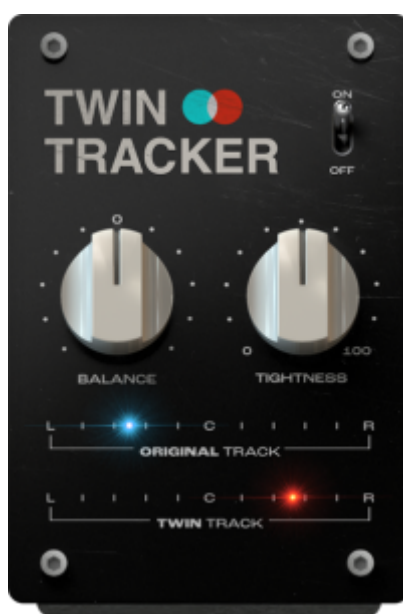 TWIN
TRACKER
ON
OFF
0
0 100
BALANCE TIGHTNESS
L C R
ORIGINAL TRACK
L C R
TWIN TRACK